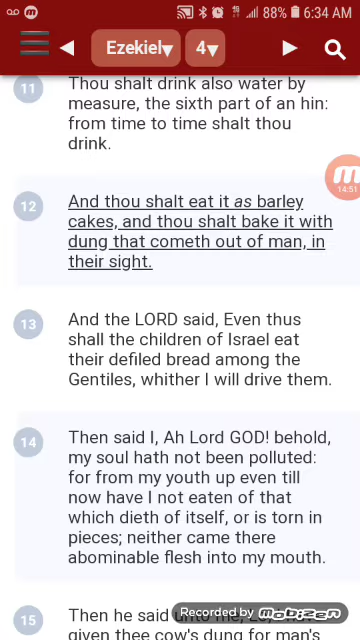 88% 6:34 AM
Ezekiel 4
11 Thou shalt drink also water by
measure, the sixth part of an hin:
from time to time shalt thou
drink.
14:51
12 And thou shalt eat it as barley
cakes, and thou shalt bake it with
dung that cometh out of man, in
their sight.
13 And the LORD said, Even thus
shall the children of Israel eat
their defiled bread among the
Gentiles, whither I will drive them.
14 Then said I, Ah Lord GOD! behold,
my soul hath not been polluted:
for from my youth up even till
now have I not eaten of that
which dieth of itself, or is torn in
pieces; neither came there
abominable flesh into my mouth.
15 Then he said unto me, Lo, I have
Recorded by mobizen
given thee cow's dung for man's